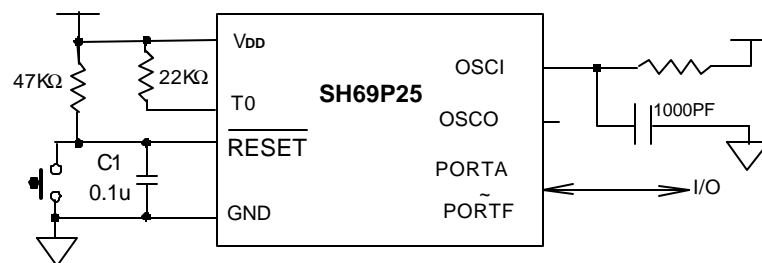 VDD
OSCI
47KΩ
22KΩ
SH69P25
T0
1000PF
OSCO
RESET
C1
0.1u
PORTA
~
PORTF
I/O
GND